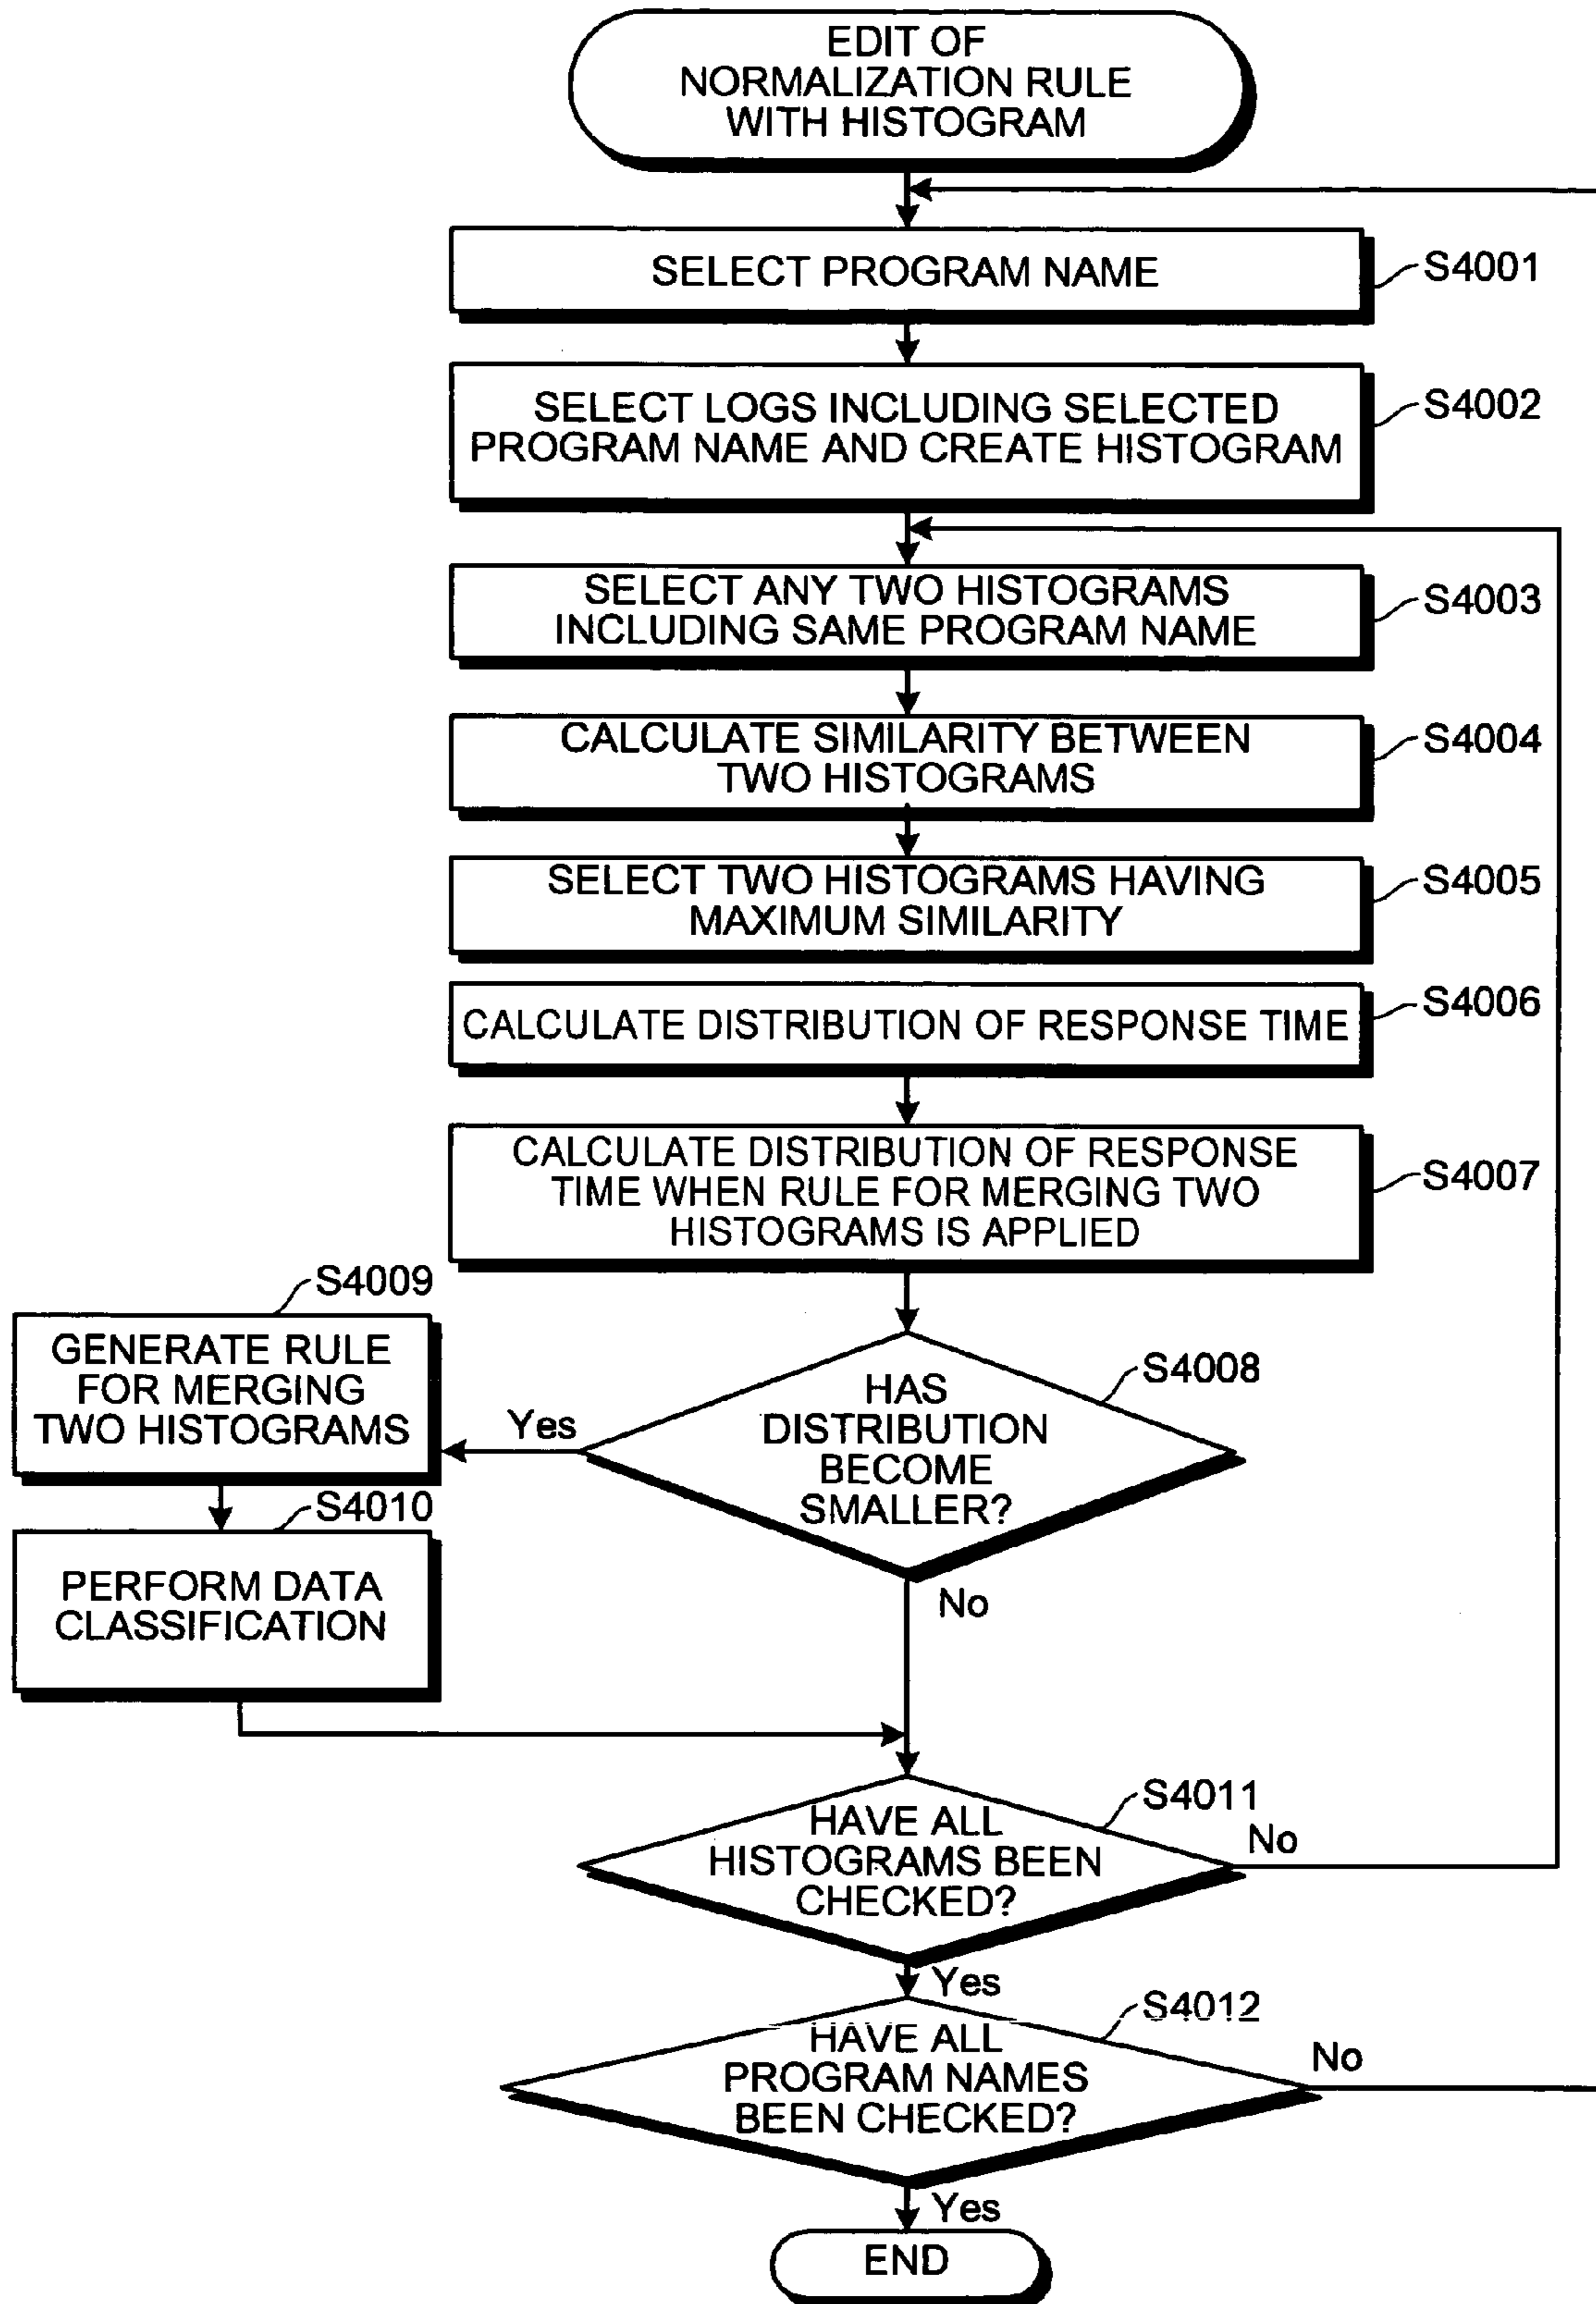 EDIT OF
NORMALIZATION RULE
WITH HISTOGRAM
SELECT PROGRAM NAME
S4001
SELECT LOGS INCLUDING SELECTED
PROGRAM NAME AND CREATE HISTOGRAM
S4002
SELECT ANY TWO HISTOGRAMS
INCLUDING SAME PROGRAM NAME
S4003
CALCULATE SIMILARITY BETWEEN
TWO HISTOGRAMS
S4004
SELECT TWO HISTOGRAMS HAVING
MAXIMUM SIMILARITY
S4005
CALCULATE DISTRIBUTION OF RESPONSE TIME
S4006
CALCULATE DISTRIBUTION OF RESPONSE
TIME WHEN RULE FOR MERGING TWO
HISTOGRAMS IS APPLIED
S4007
HAS
DISTRIBUTION
BECOME
SMALLER?
S4008
Yes
No
S4009
GENERATE RULE
FOR MERGING
TWO HISTOGRAMS
S4010
PERFORM DATA
CLASSIFICATION
HAVE ALL
HISTOGRAMS BEEN
CHECKED?
S4011
No
Yes
HAVE ALL
PROGRAM NAMES
BEEN CHECKED?
S4012
No
Yes
END